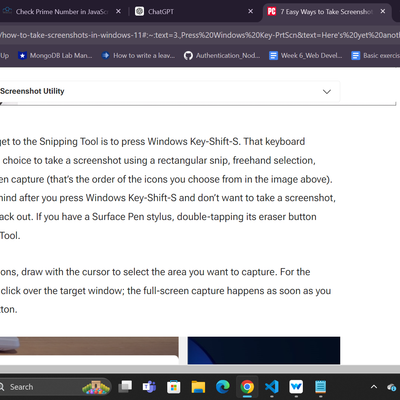 Check Prime Number in JavaSc
ChatGPT
7 Easy Ways to Take Screenshot
/how-to-take-screenshots-in-windows-11#:~:text=3.,Press%20Windows%20Key-PrtScn&text=Here's%20yet%20anoth
Up
MongoDB Lab Man...
How to write a leav...
Authentication_Nod...
Week 6_Web Devel...
Basic exercis
Screenshot Utility
get to the Snipping Tool is to press Windows Key-Shift-S. That keyboard
choice to take a screenshot using a rectangular snip, freehand selection,
en capture (that's the order of the icons you choose from in the image above).
mind after you press Windows Key-Shift-S and don't want to take a screenshot,
ack out. If you have a Surface Pen stylus, double-tapping its eraser button
Tool.
ons, draw with the cursor to select the area you want to capture. For the
click over the target window; the full-screen capture happens as soon as you
tton.
Search